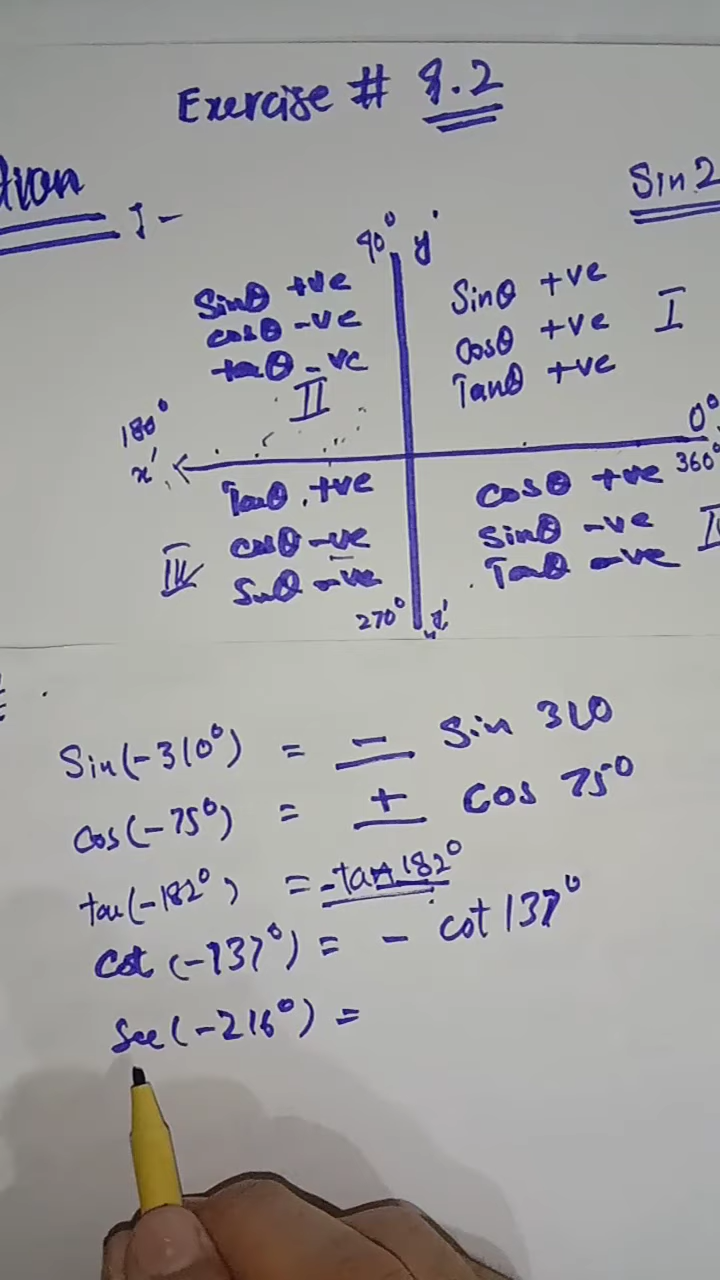 Exercise # 9.2
:-
Sin 2
90° y
Sinθ +ve
cosθ -ve
tanθ -ve
II
Sinθ +ve
Cosθ +ve
Tanθ +ve
I
180°
x'
0°
360°
Tanθ +ve
cosθ -ve
Sinθ -ve
III
cosθ +ve
Sinθ -ve
Tanθ -ve
270°
y'
Sin(-310°) = - Sin 310
Cos(-75°) = + cos 75°
tan(-182°) = -tan 182°
Cot (-137°) = - cot 137°
Sec(-216°) =